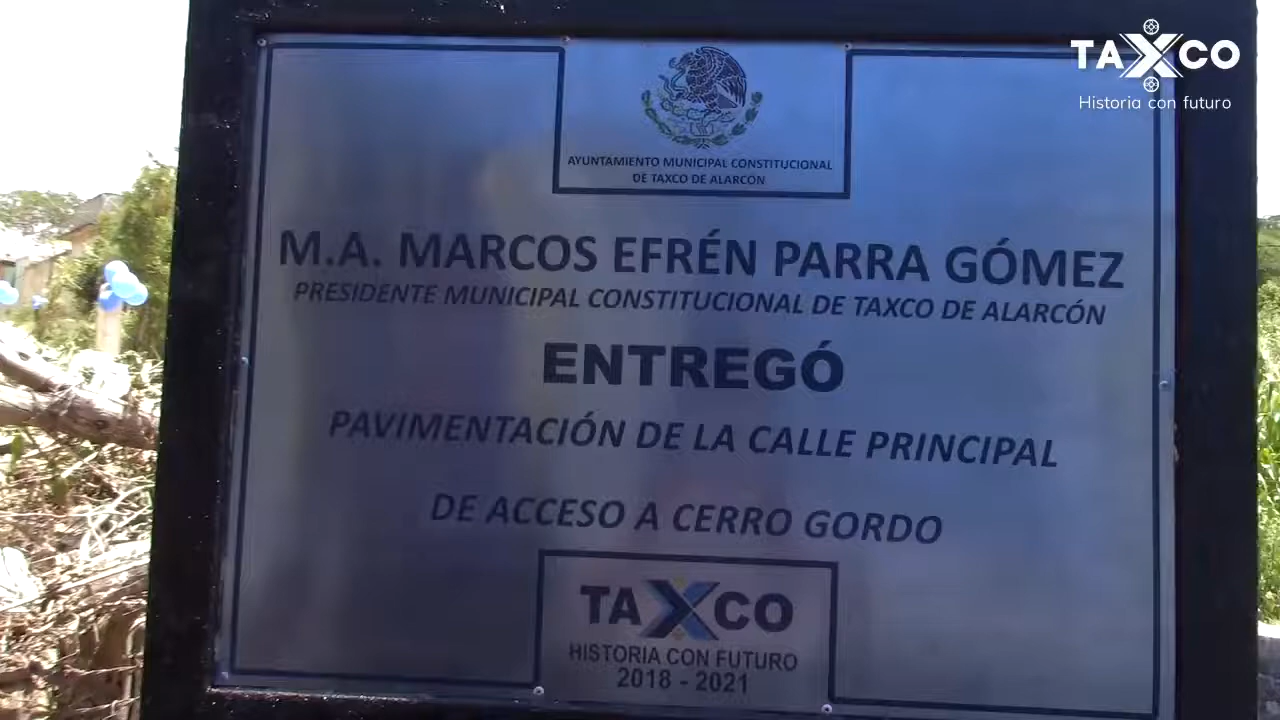 TAXCO
Historia con futuro
AYUNTAMIENTO MUNICIPAL CONSTITUCIONAL
DE TAXCO DE ALARCÓN
M.A. MARCOS EFRÉN PARRA GÓMEZ
PRESIDENTE MUNICIPAL CONSTITUCIONAL DE TAXCO DE ALARCÓN
ENTREGÓ
PAVIMENTACIÓN DE LA CALLE PRINCIPAL
DE ACCESO A CERRO GORDO
TAXCO
HISTORIA CON FUTURO
2018 - 2021